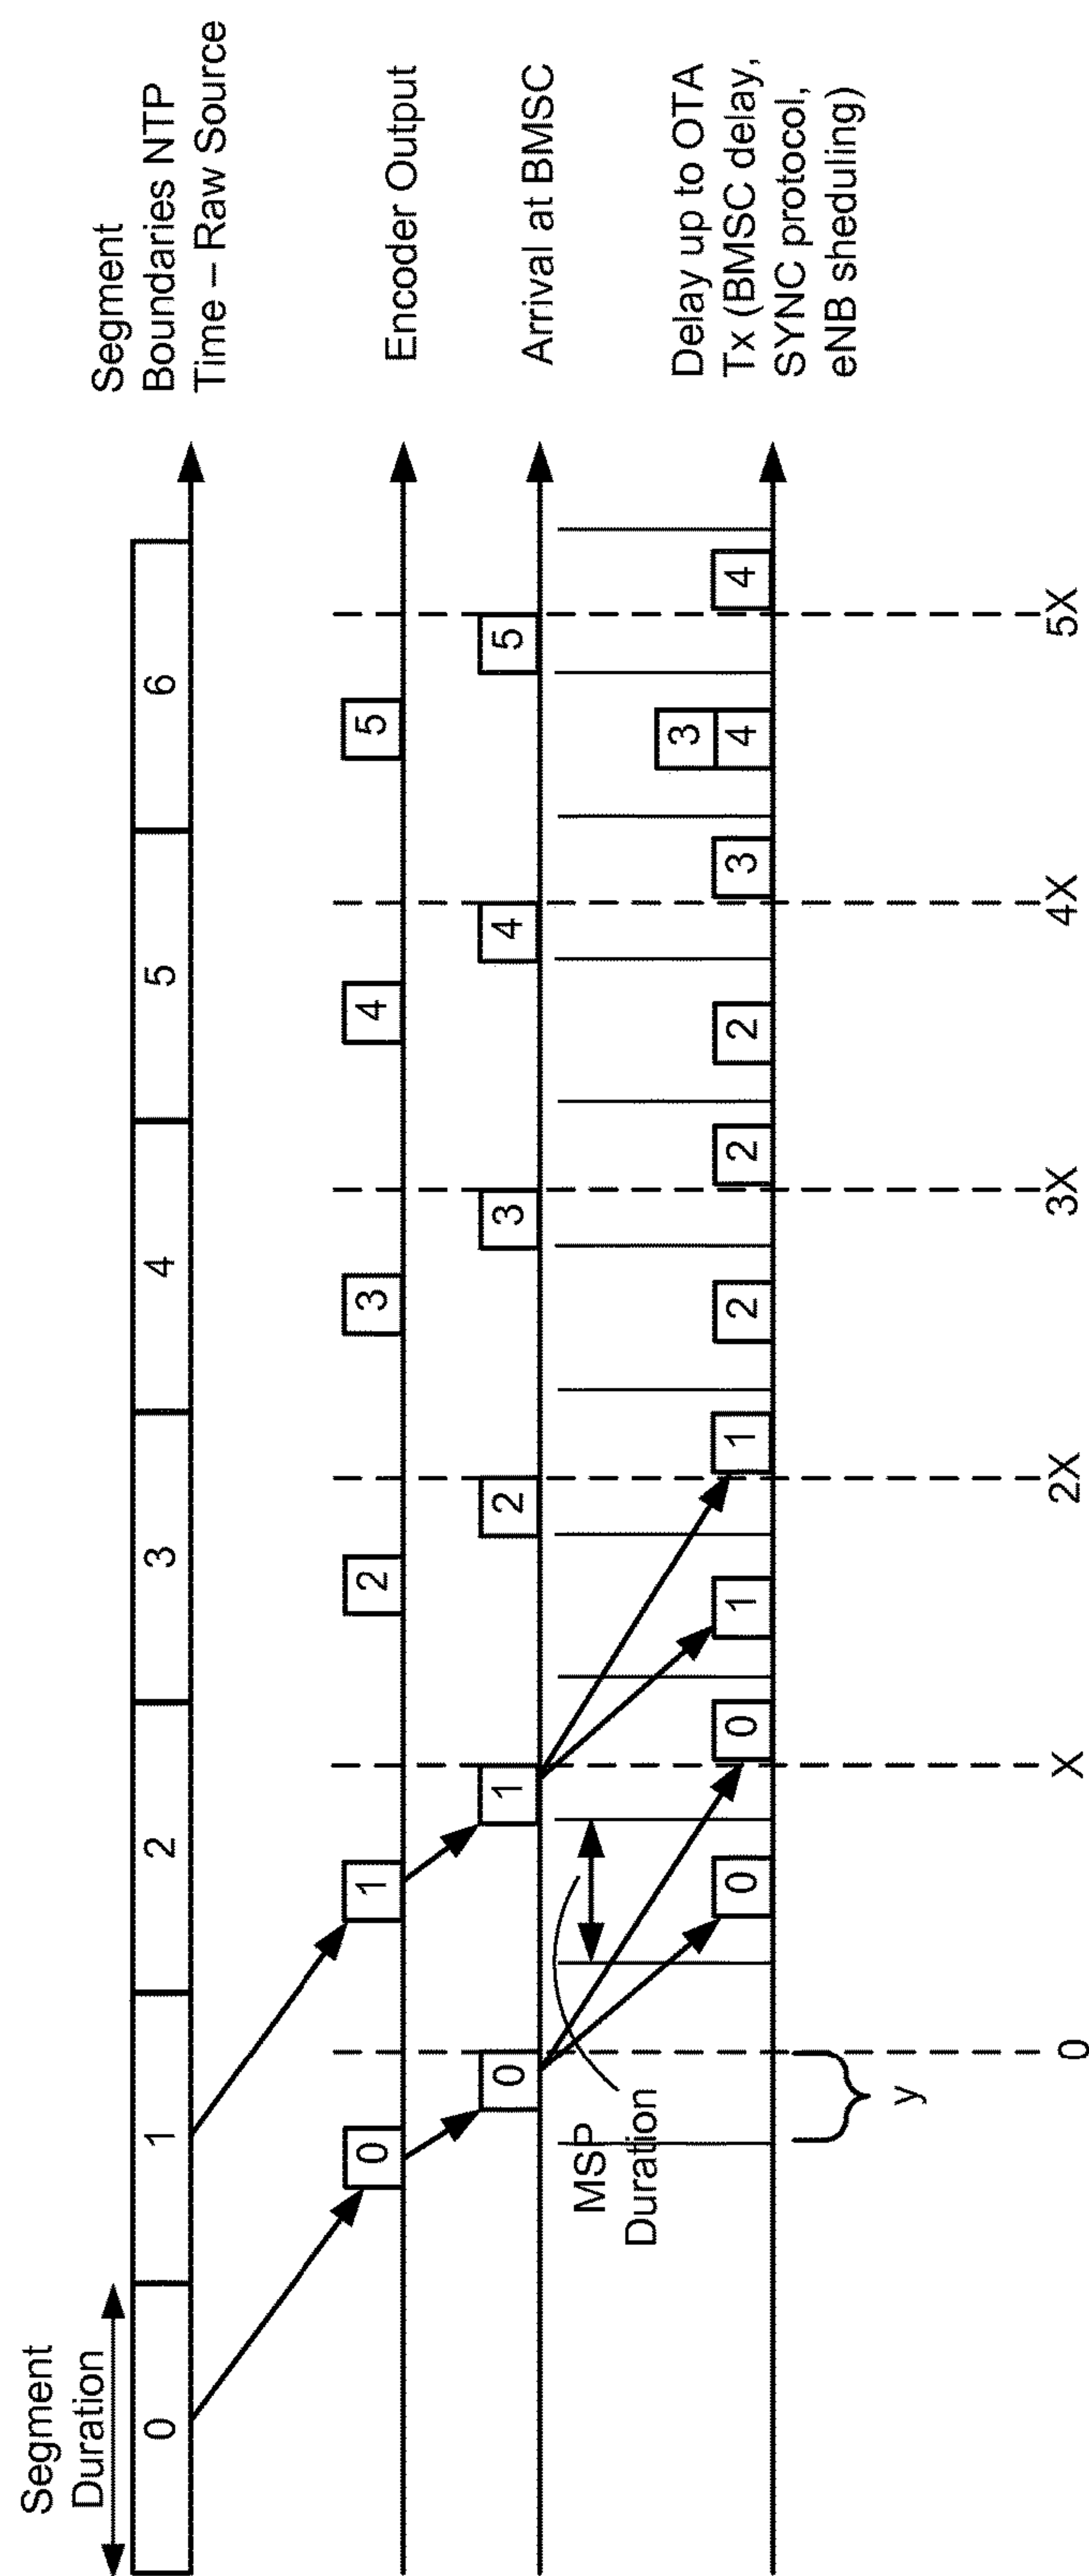 Segment
Duration
0
1
2
3
4
5
6
Segment
Boundaries NTP
Time – Raw Source
0
1
2
3
4
5
Encoder Output
0
1
2
3
4
5
Arrival at BMSC
MSP
Duration
0
0
1
1
2
2
2
3
3
4
4
Delay up to OTA
Tx (BMSC delay,
SYNC protocol,
eNB sheduling)
y
0
X
2X
3X
4X
5X